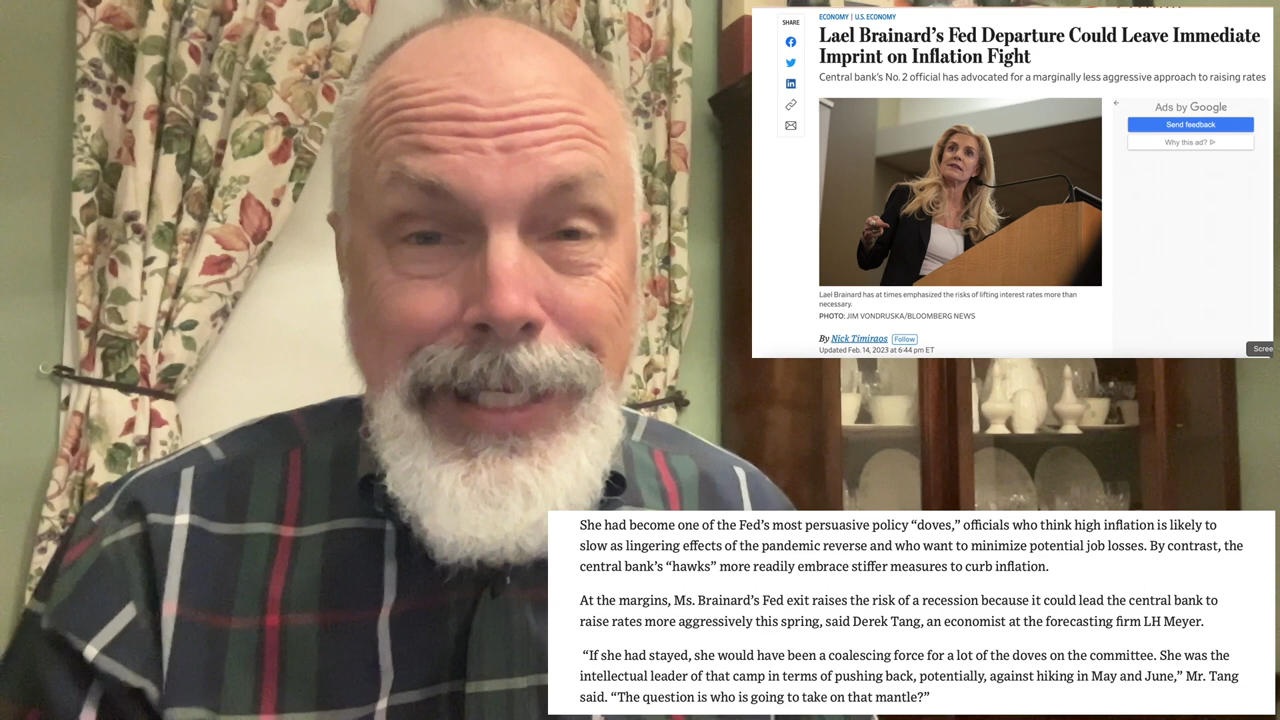 SHARE
ECONOMY | U.S. ECONOMY
Lael Brainard’s Fed Departure Could Leave Immediate
Imprint on Inflation Fight
Central bank’s No. 2 official has advocated for a marginally less aggressive approach to raising rates
Ads by Google
Send feedback
Why this ad?
Lael Brainard has at times emphasized the risks of lifting interest rates more than
necessary.
PHOTO: JIM VONDRUSKA/BLOOMBERG NEWS
By Nick Timiraos Follow
Updated Feb. 14, 2023 at 6:44 pm ET
Scree
She had become one of the Fed’s most persuasive policy “doves,” officials who think high inflation is likely to
slow as lingering effects of the pandemic reverse and who want to minimize potential job losses. By contrast, the
central bank’s “hawks” more readily embrace stiffer measures to curb inflation.
At the margins, Ms. Brainard’s Fed exit raises the risk of a recession because it could lead the central bank to
raise rates more aggressively this spring, said Derek Tang, an economist at the forecasting firm LH Meyer.
“If she had stayed, she would have been a coalescing force for a lot of the doves on the committee. She was the
intellectual leader of that camp in terms of pushing back, potentially, against hiking in May and June,” Mr. Tang
said. “The question is who is going to take on that mantle?”